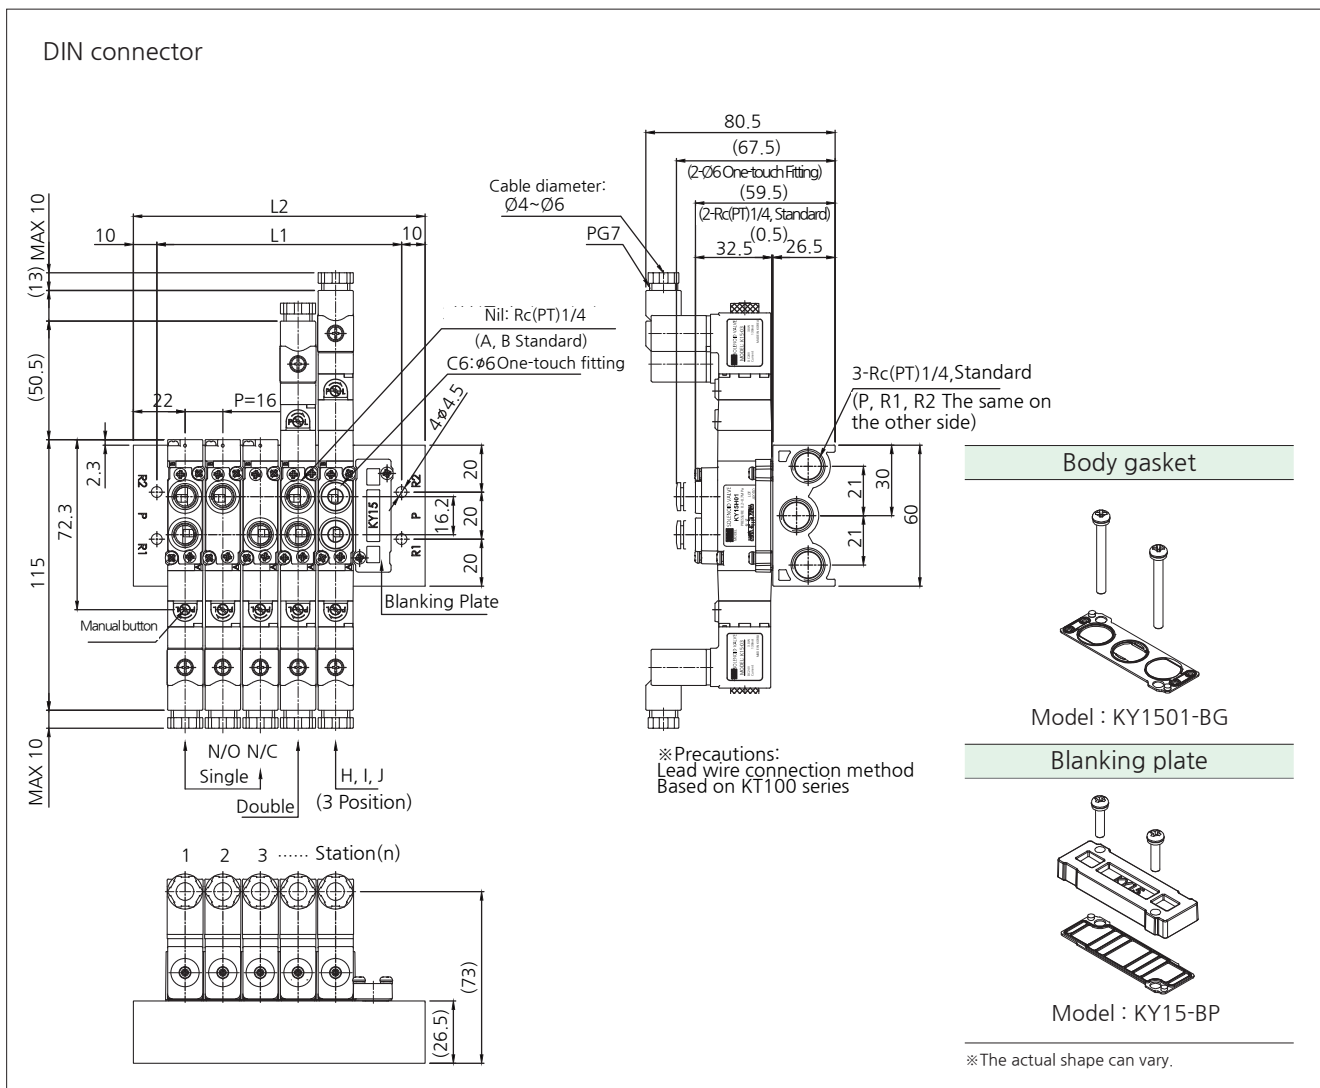 DIN connector
80.5
(67.5)
(2-Ø6 One-touch Fitting)
(59.5)
(2-Rc(PT)1/4, Standard)
(0.5)
32.5
26.5
Cable diameter:
Ø4~Ø6
PG7
MAX 10
(13)
(50.5)
L2
10
L1
10
Nil: Rc(PT)1/4
(A, B Standard)
C6:ø6 One-touch fitting
22
P=16
4ø4.5
2.3
72.3
115
MAX 10
R2
P
R1
KY15
R2
P
R1
16.2
20
20
20
Manual button
Blanking Plate
N/O N/C
Single
Double
H, I, J
(3 Position)
SOLENOID VALVE
KY15H01
3-Rc(PT)1/4,Standard
(P, R1, R2 The same on
the other side)
21
21
30
60
※Precautions:
Lead wire connection method
Based on KT100 series
1 2 3 ...... Station(n)
(73)
(26.5)
Body gasket
Model : KY1501-BG
Blanking plate
KY15
Model : KY15-BP
※The actual shape can vary.